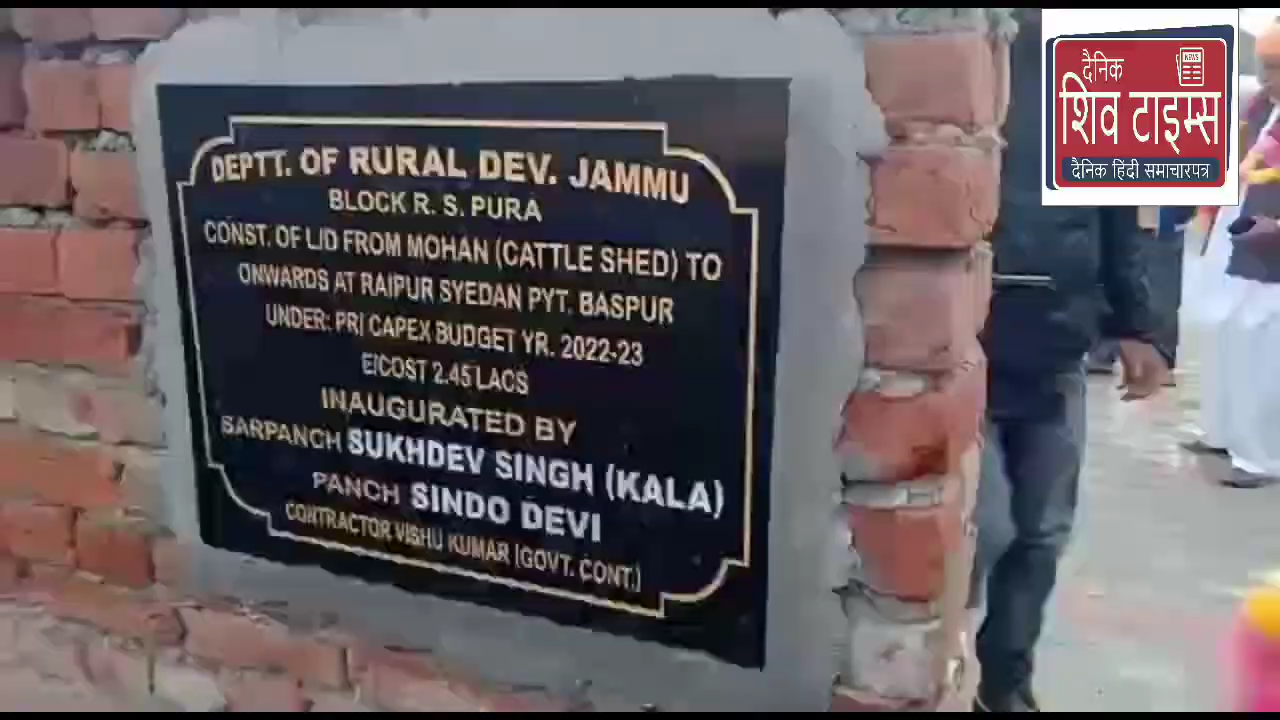 DEPTT. OF RURAL DEV. JAMMU
BLOCK R. S. PURA
CONST. OF L/D FROM MOHAN (CATTLE SHED) TO
ONWARDS AT RAIPUR SYEDAN PYT. BASPUR
UNDER: PRI CAPEX BUDGET YR. 2022-23
E/COST 2.45 LACS
INAUGURATED BY
SARPANCH SUKHDEV SINGH (KALA)
PANCH SINDO DEVI
CONTRACTOR VISHU KUMAR (GOVT. CONT.)
दैनिक
NEWS
शिव टाइम्स
दैनिक हिंदी समाचारपत्र